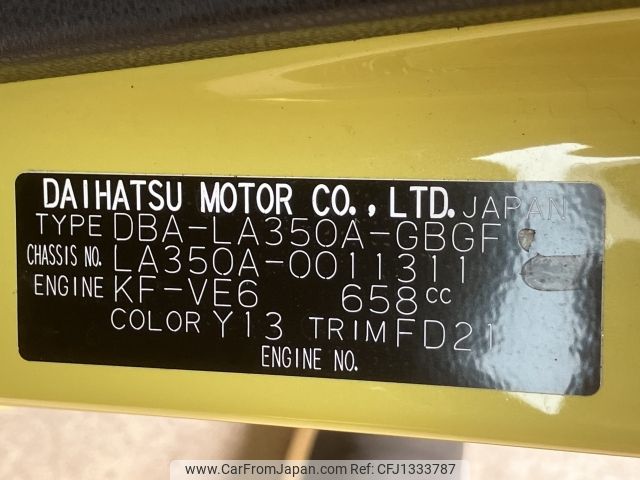 DAIHATSU MOTOR CO., LTD. JAPAN
TYPE DBA-LA350A-GBGF
CHASSIS NO. LA350A-0011311
ENGINE KF-VE6 658cc
COLOR Y13 TRIM FD21
ENGINE NO.
www.CarFromJapan.com - CFJ1333787